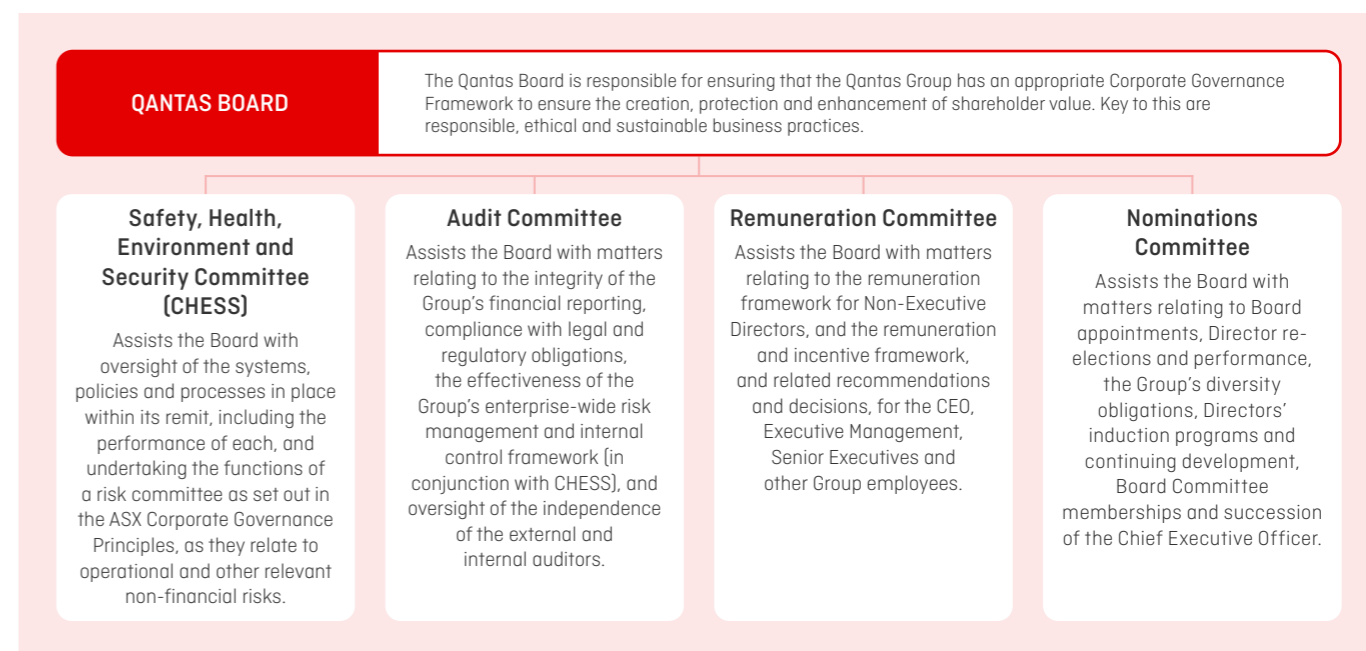 QANTAS BOARD
The Qantas Board is responsible for ensuring that the Qantas Group has an appropriate Corporate Governance
Framework to ensure the creation, protection and enhancement of shareholder value. Key to this are
responsible, ethical and sustainable business practices.
Safety, Health,
Environment and
Security Committee
(CHESS)
Assists the Board with
oversight of the systems,
policies and processes in place
within its remit, including the
performance of each, and
undertaking the functions of
a risk committee as set out in
the ASX Corporate Governance
Principles, as they relate to
operational and other relevant
non-financial risks.
Audit Committee
Assists the Board with matters
relating to the integrity of the
Group's financial reporting,
compliance with legal and
regulatory obligations,
the effectiveness of the
Group's enterprise-wide risk
management and internal
control framework (in
conjunction with CHESS), and
oversight of the independence
of the external and
internal auditors.
Remuneration Committee
Assists the Board with matters
relating to the remuneration
framework for Non-Executive
Directors, and the remuneration
and incentive framework,
and related recommendations
and decisions, for the CEO,
Executive Management,
Senior Executives and
other Group employees.
Nominations
Committee
Assists the Board with
matters relating to Board
appointments, Director re-
elections and performance,
the Group's diversity
obligations, Directors'
induction programs and
continuing development,
Board Committee
memberships and succession
of the Chief Executive Officer.